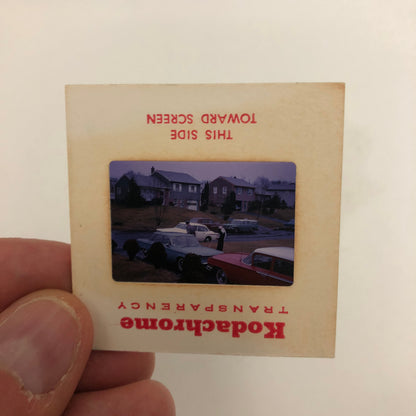 Kodachrome
TRANSPARENCY
THIS SIDE
TOWARD SCREEN